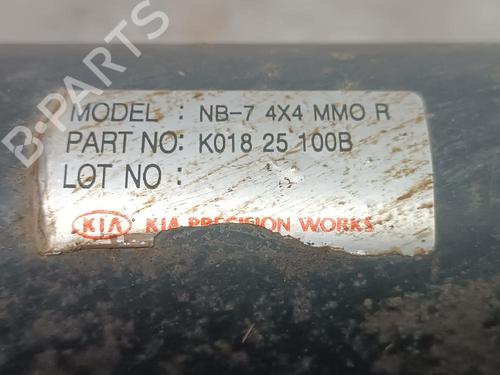 MODEL : NB-7 4X4 MMO R
PART NO: K018 25 100B
LOT NO :
KIA KIA PRECISION WORKS
B-PARTS